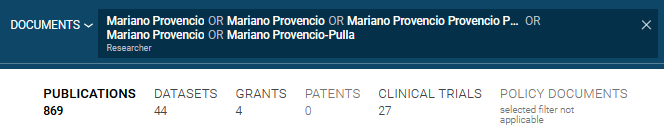 DOCUMENTS
Mariano Provencio OR Mariano Provencio OR Mariano Provencio Provencio P... OR
Mariano Provencio OR Mariano Provencio-Pulla
Researcher
PUBLICATIONS DATASETS GRANTS PATENTS CLINICAL TRIALS POLICY DOCUMENTS
869 44 4 0 27 selected filter not
applicable